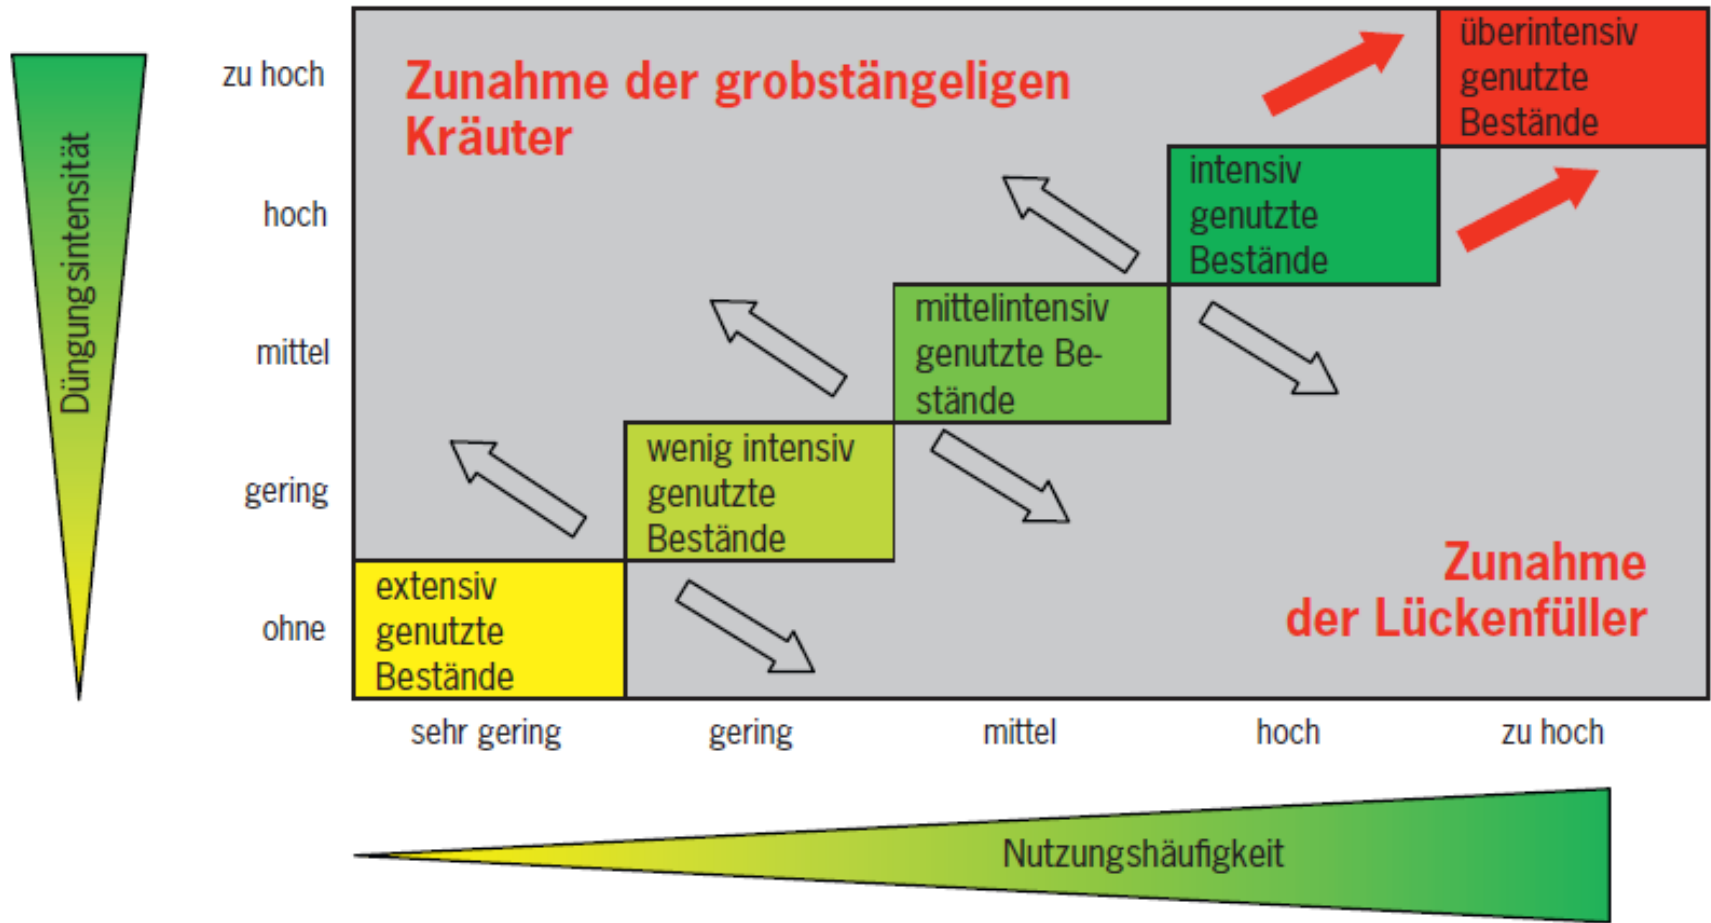 zu hoch
hoch
mittel
gering
ohne
Düngungsintensität
Zunahme der grobstängeligen
Kräuter
überintensiv
genutzte
Bestände
intensiv
genutzte
Bestände
mittelintensiv
genutzte Be-
stände
wenig intensiv
genutzte
Bestände
extensiv
genutzte
Bestände
Zunahme
der Lückenfüller
sehr gering
gering
mittel
hoch
zu hoch
Nutzungshäufigkeit